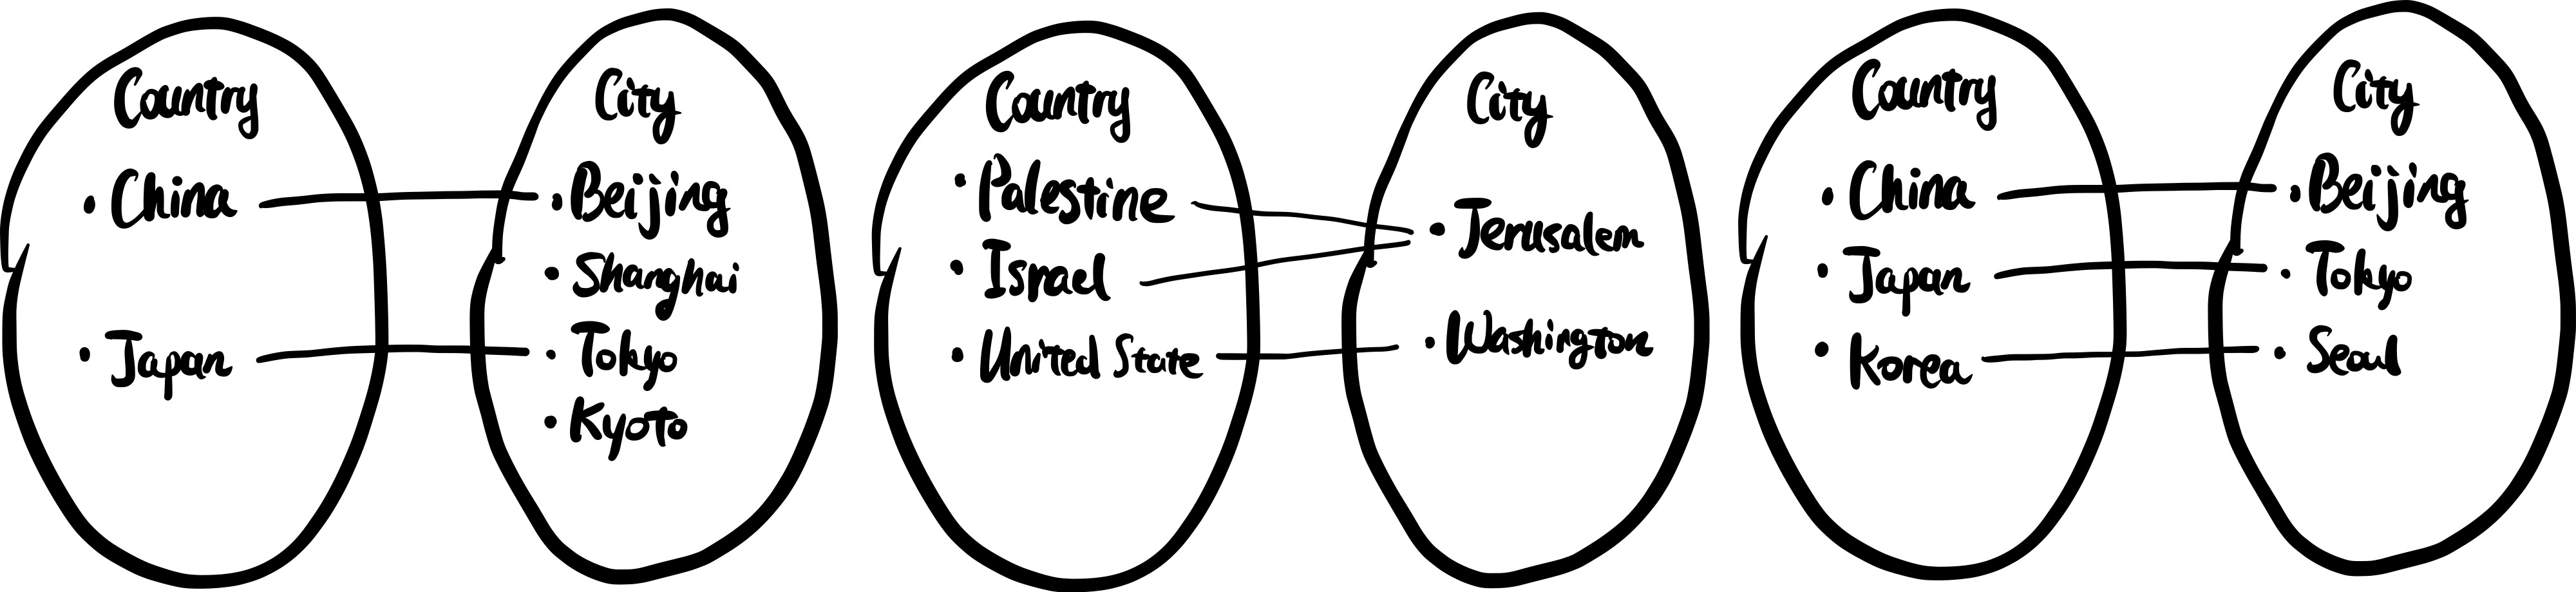 Country
China
Japan
City
Beijing
Shanghai
Tokyo
Kyoto
Country
Palestine
Israel
United State
City
Jerusalem
Washington
Country
China
Japan
Korea
City
Beijing
Tokyo
Seoul